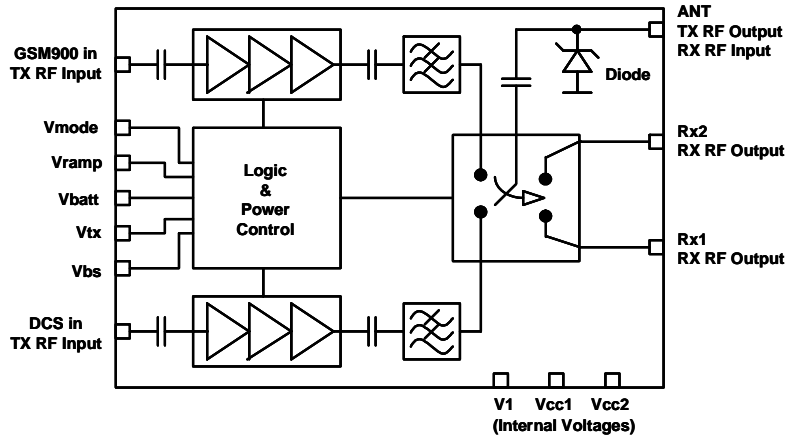 GSM900 in
TX RF Input
Vmode
Vramp
Vbatt
Vtx
Vbs
DCS in
TX RF Input
Logic
&
Power
Control
Diode
ANT
TX RF Output
RX RF Input
Rx2
RX RF Output
Rx1
RX RF Output
V1 Vcc1 Vcc2
(Internal Voltages)